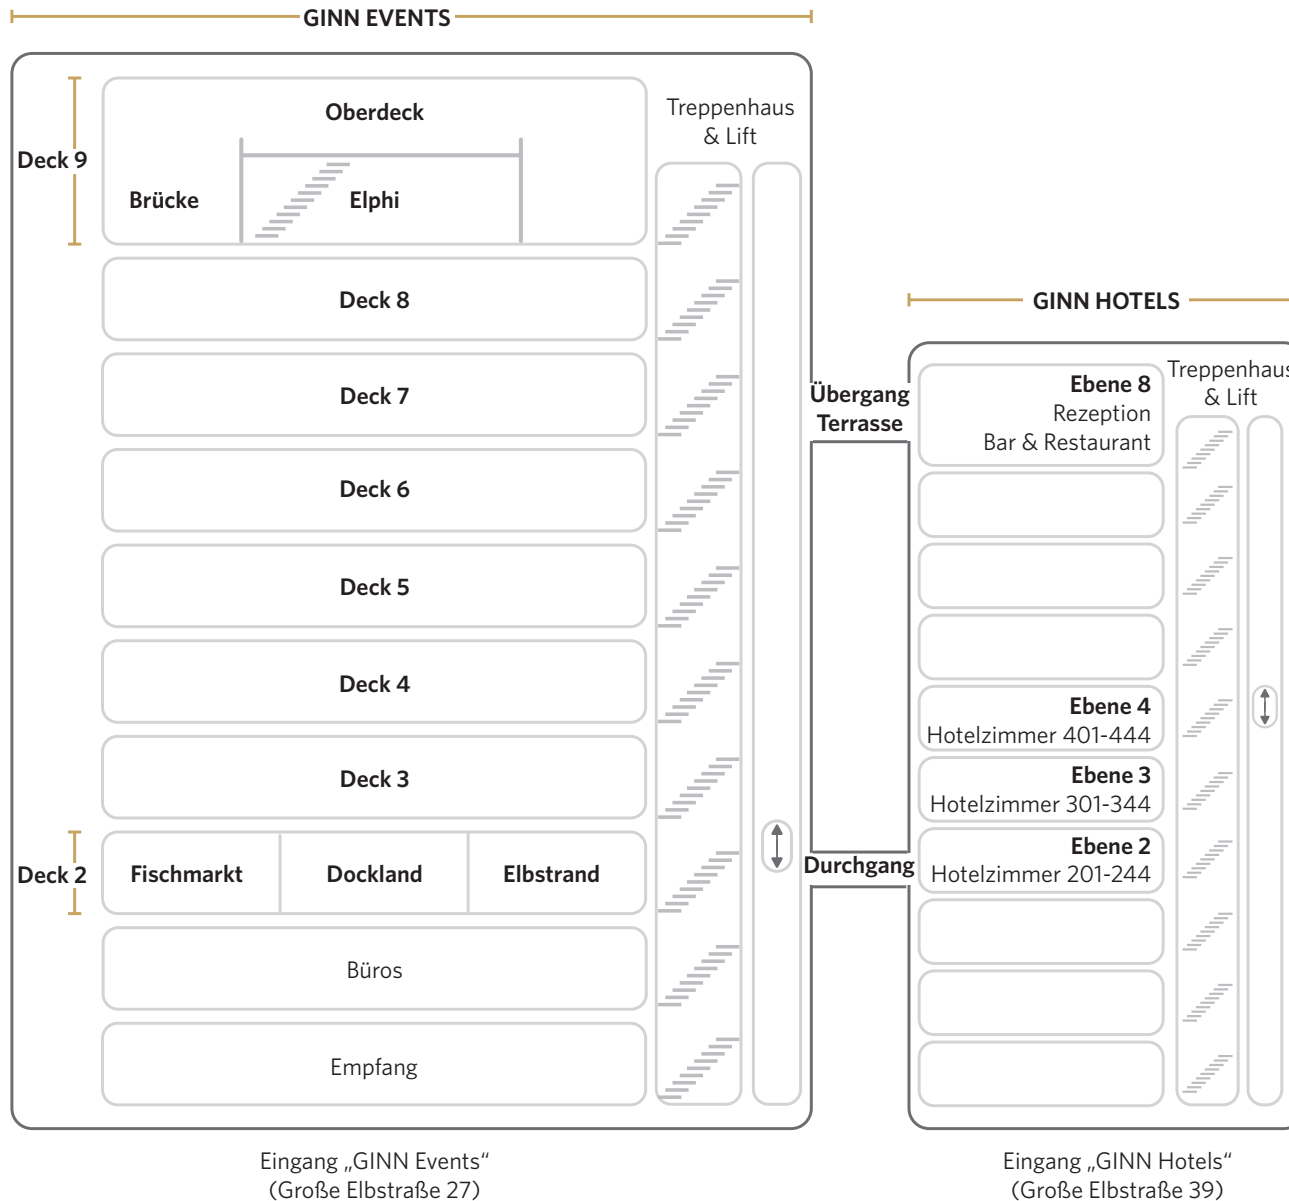 GINN EVENTS
Oberdeck
Treppenhaus
& Lift
Deck 9
Brücke
Elphi
Deck 8
Deck 7
Deck 6
Deck 5
Deck 4
Deck 3
Deck 2
Fischmarkt
Dockland
Elbstrand
Büros
Empfang
Eingang „GINN Events“
(Große Elbstraße 27)
Übergang
Terrasse
Durchgang
GINN HOTELS
Ebene 8
Rezeption
Bar & Restaurant
Treppenhaus
& Lift
Ebene 4
Hotelzimmer 401-444
Ebene 3
Hotelzimmer 301-344
Ebene 2
Hotelzimmer 201-244
Eingang „GINN Hotels“
(Große Elbstraße 39)